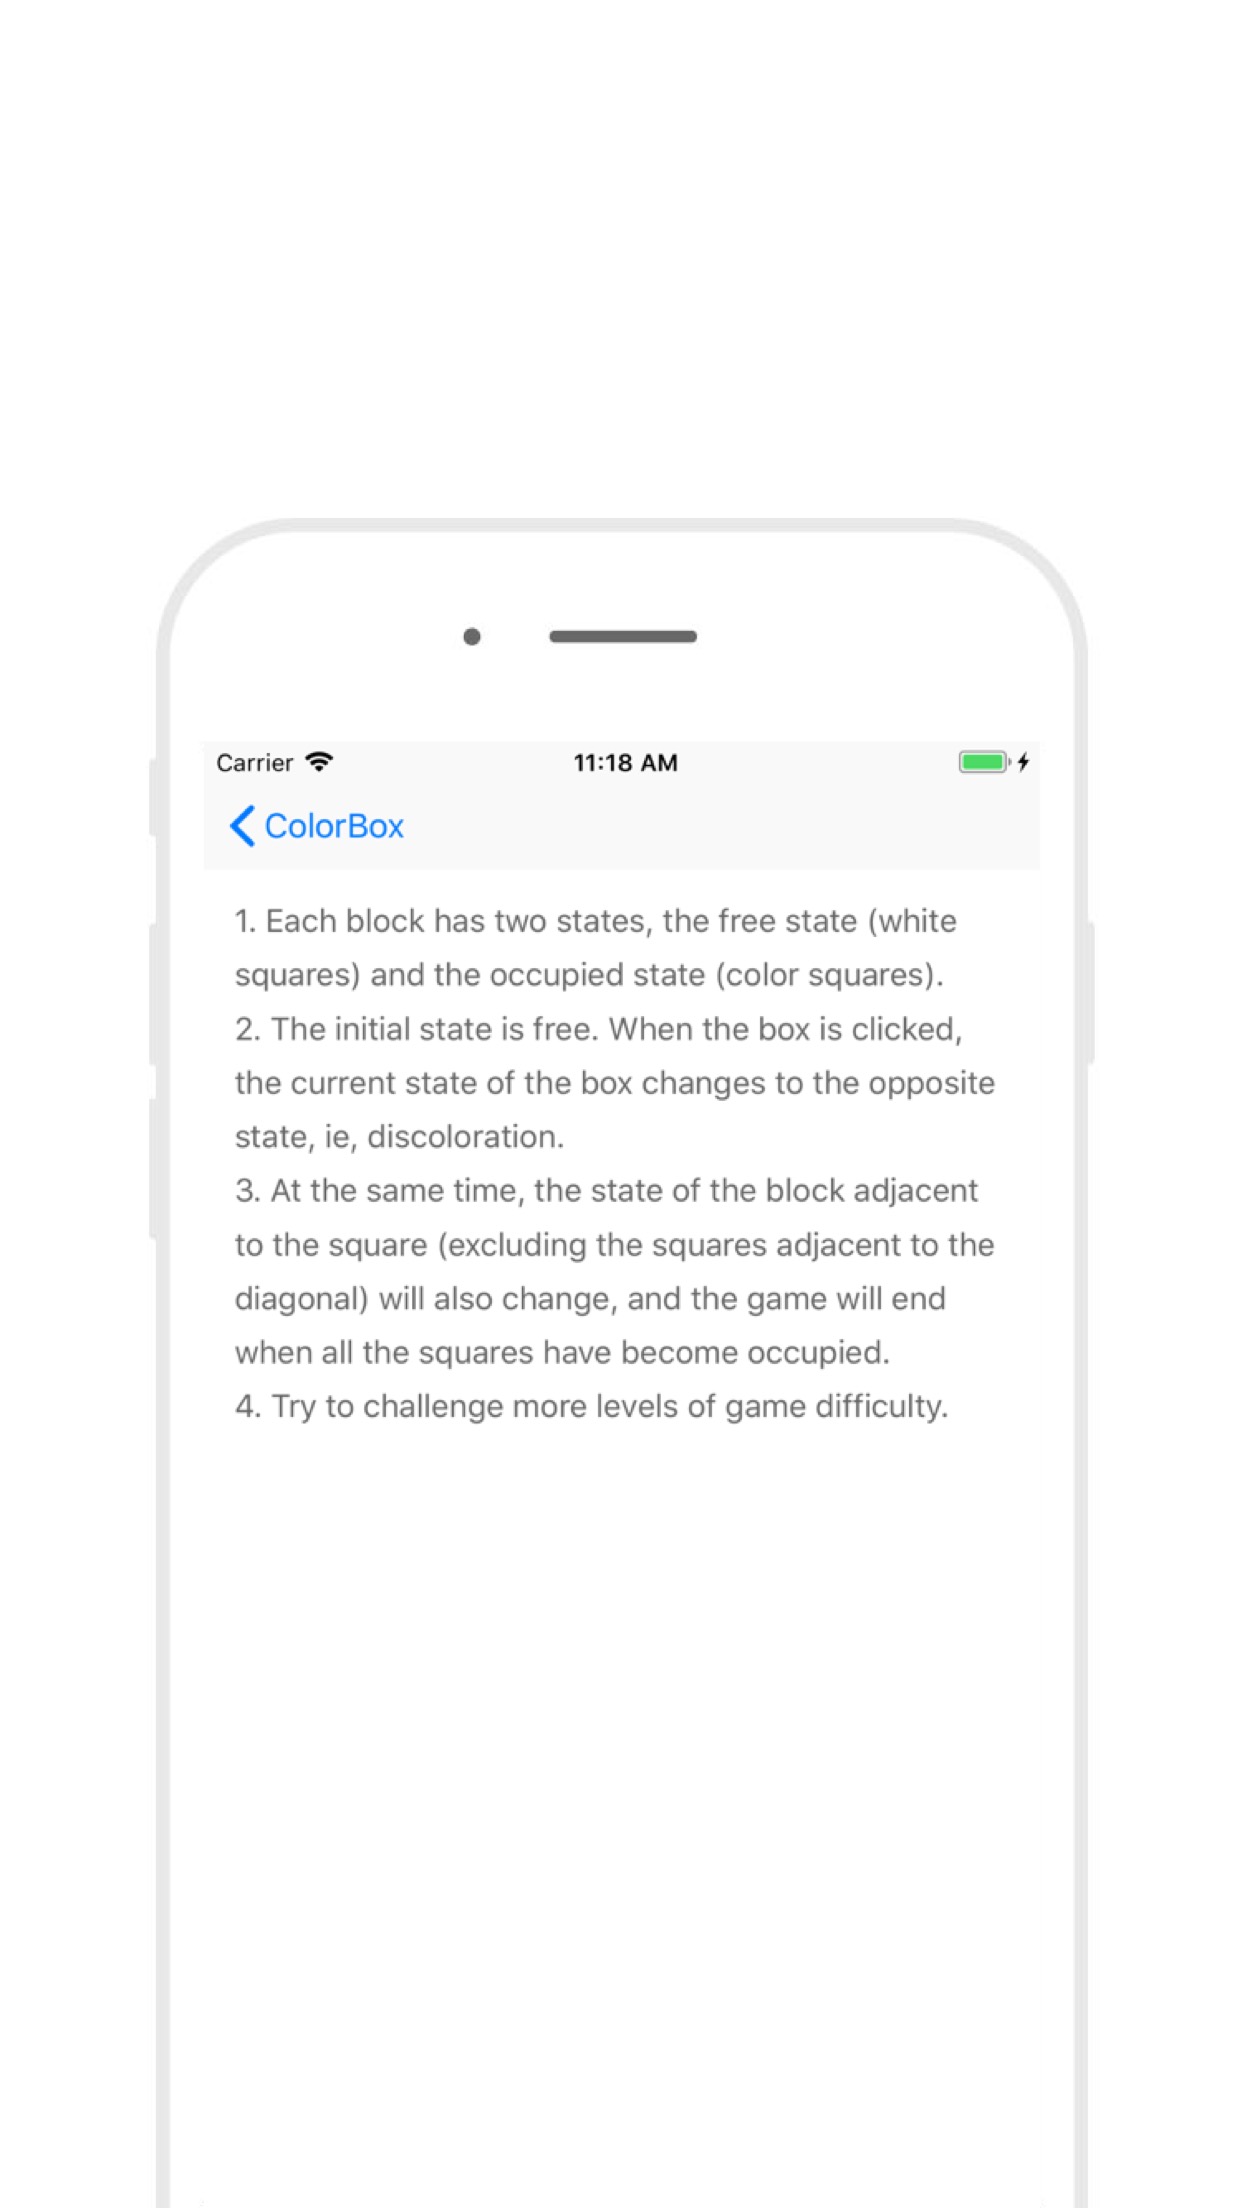 Carrier 11:18 AM
ColorBox
1. Each block has two states, the free state (white
squares) and the occupied state (color squares).
2. The initial state is free. When the box is clicked,
the current state of the box changes to the opposite
state, ie, discoloration.
3. At the same time, the state of the block adjacent
to the square (excluding the squares adjacent to the
diagonal) will also change, and the game will end
when all the squares have become occupied.
4. Try to challenge more levels of game difficulty.